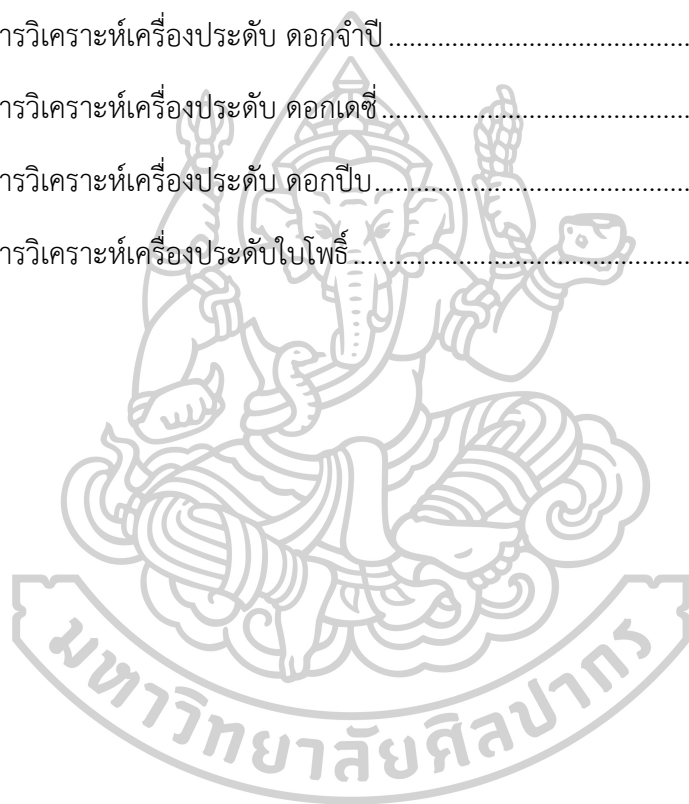 ารวิเคราะห์เครื่องประดับ ดอกจำปี........................................
ารวิเคราะห์เครื่องประดับ ดอกเดซี่........................................
ารวิเคราะห์เครื่องประดับ ดอกปีบ........................................
ารวิเคราะห์เครื่องประดับใบโพธิ์........................................
มหาวิทยาลัยศิลปากร